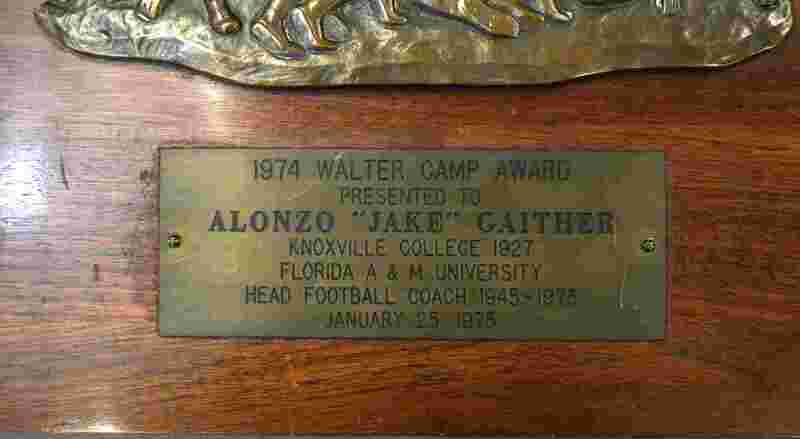 1974 WALTER CAMP AWARD
PRESENTED TO
ALONZO "JAKE" GAITHER
KNOXVILLE COLLEGE 1927
FLORIDA A & M UNIVERSITY
HEAD FOOTBALL COACH 1945-1973
JANUARY 25 1975